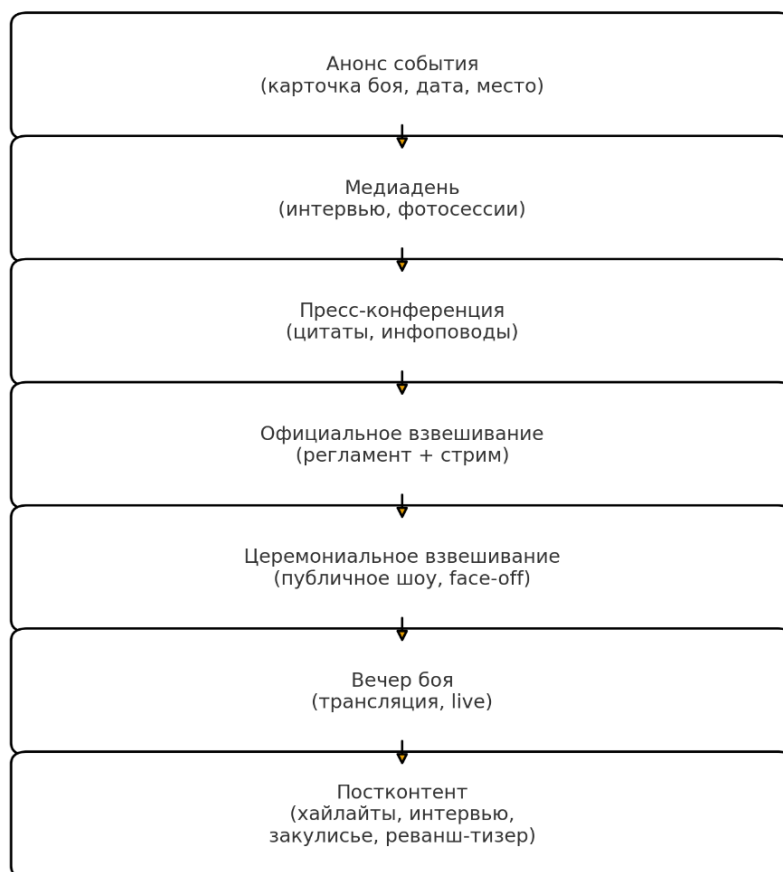 Анонс события
(карточка боя, дата, место)
Медиадень
(интервью, фотосессии)
Пресс-конференция
(цитаты, инфоповоды)
Официальное взвешивание
(регламент + стрим)
Церемониальное взвешивание
(публичное шоу, face-off)
Вечер боя
(трансляция, live)
Постконтент
(хайлайты, интервью,
закулисье, реванш-тизер)